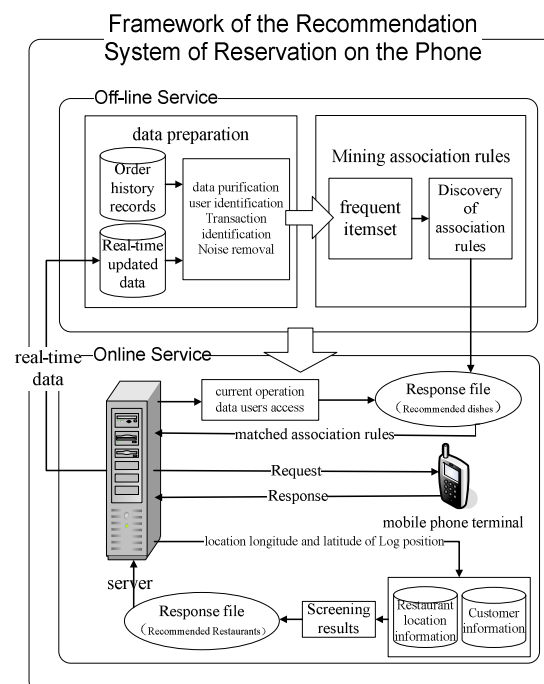 Framework of the Recommendation
System of Reservation on the Phone
Off-line Service
data preparation
Order
history
records
Real-time
updated
data
data purification
user identification
Transaction
identification
Noise removal
Mining association rules
frequent
itemset
Discovery
of
association
rules
real-time
data
Online Service
current operation
data users access
Response file
(Recommended dishes)
matched association rules
Request
Response
mobile phone terminal
location longitude and latitude of Log position
server
Response file
(Recommended Restaurants)
Screening
results
Restaurant
location
information
Customer
information